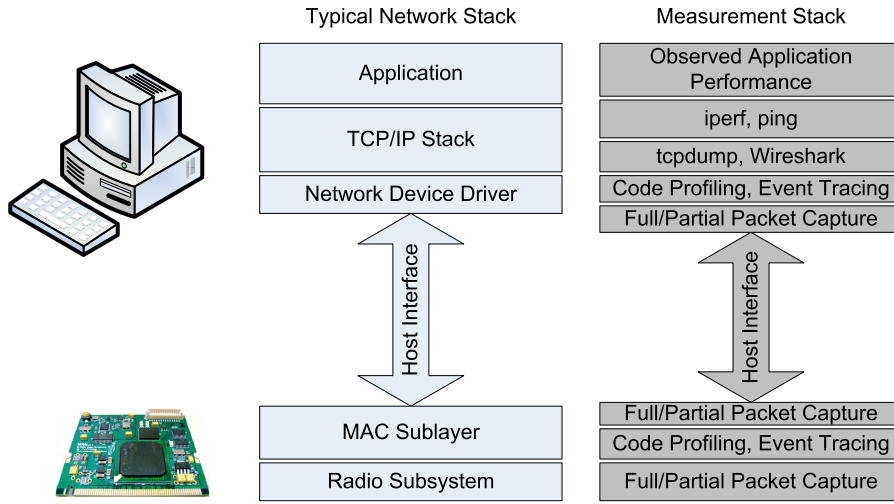 Typical Network Stack
Application
TCP/IP Stack
Network Device Driver
Host Interface
MAC Sublayer
Radio Subsystem
Measurement Stack
Observed Application
Performance
iperf, ping
tcpdump, Wireshark
Code Profiling, Event Tracing
Full/Partial Packet Capture
Host Interface
Full/Partial Packet Capture
Code Profiling, Event Tracing
Full/Partial Packet Capture